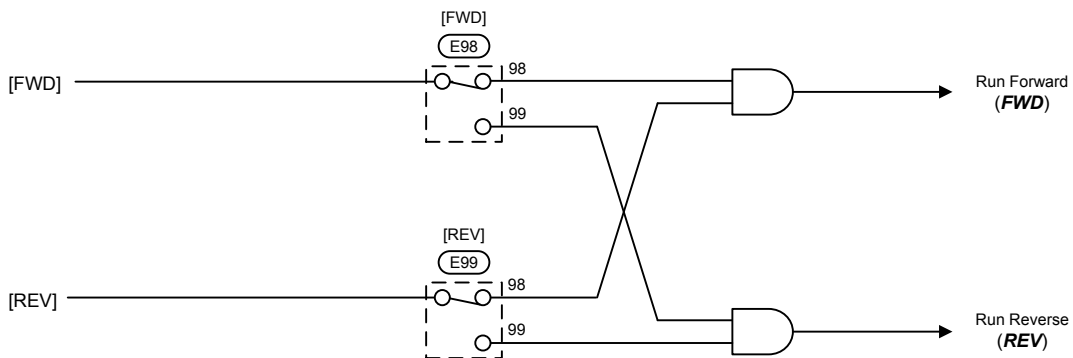 [FWD]
E98
[FWD]
98
99
Run Forward
(FWD)
[REV]
E99
[REV]
98
99
Run Reverse
(REV)